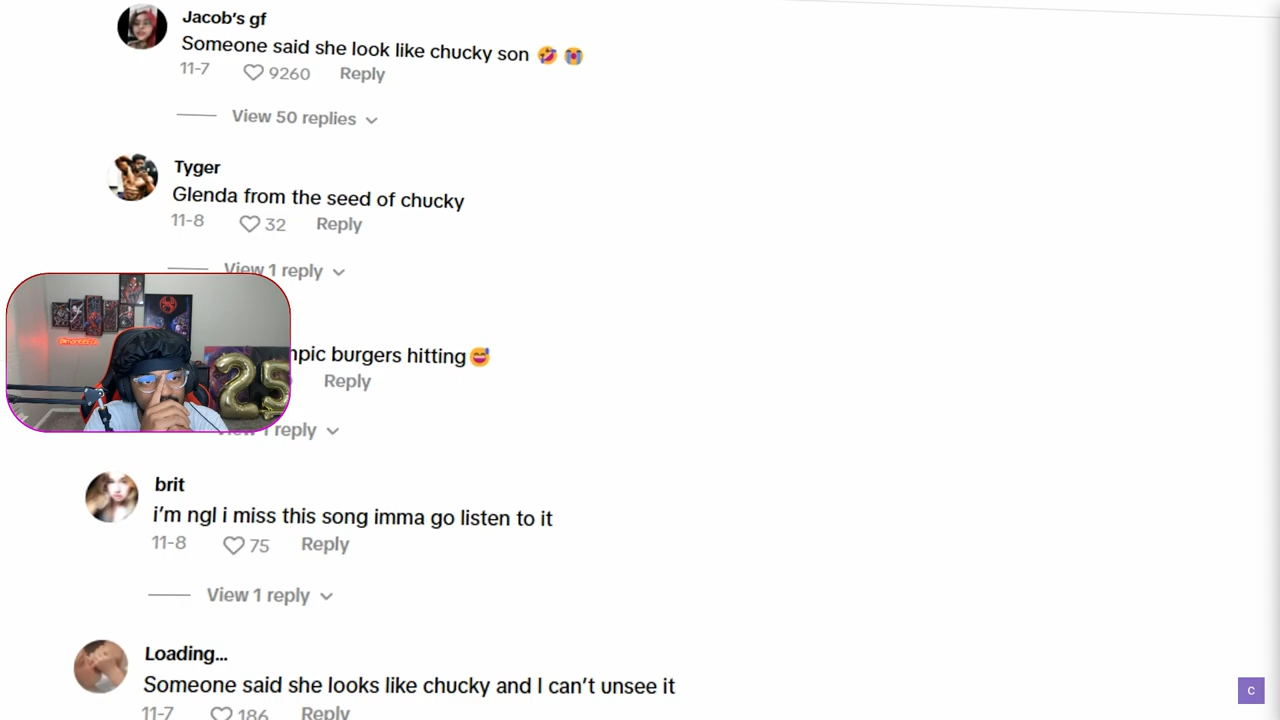 Jacob's gf
Someone said she look like chucky son 🤣 😭
11-7 9260 Reply
View 50 replies
Tyger
Glenda from the seed of chucky
11-8 32 Reply
View 1 reply
burgers hitting😅
Reply
View 1 reply
25
brit
i'm ngl i miss this song imma go listen to it
11-8 75 Reply
View 1 reply
Loading...
Someone said she looks like chucky and I can't unsee it
11-7 186 Reply
C